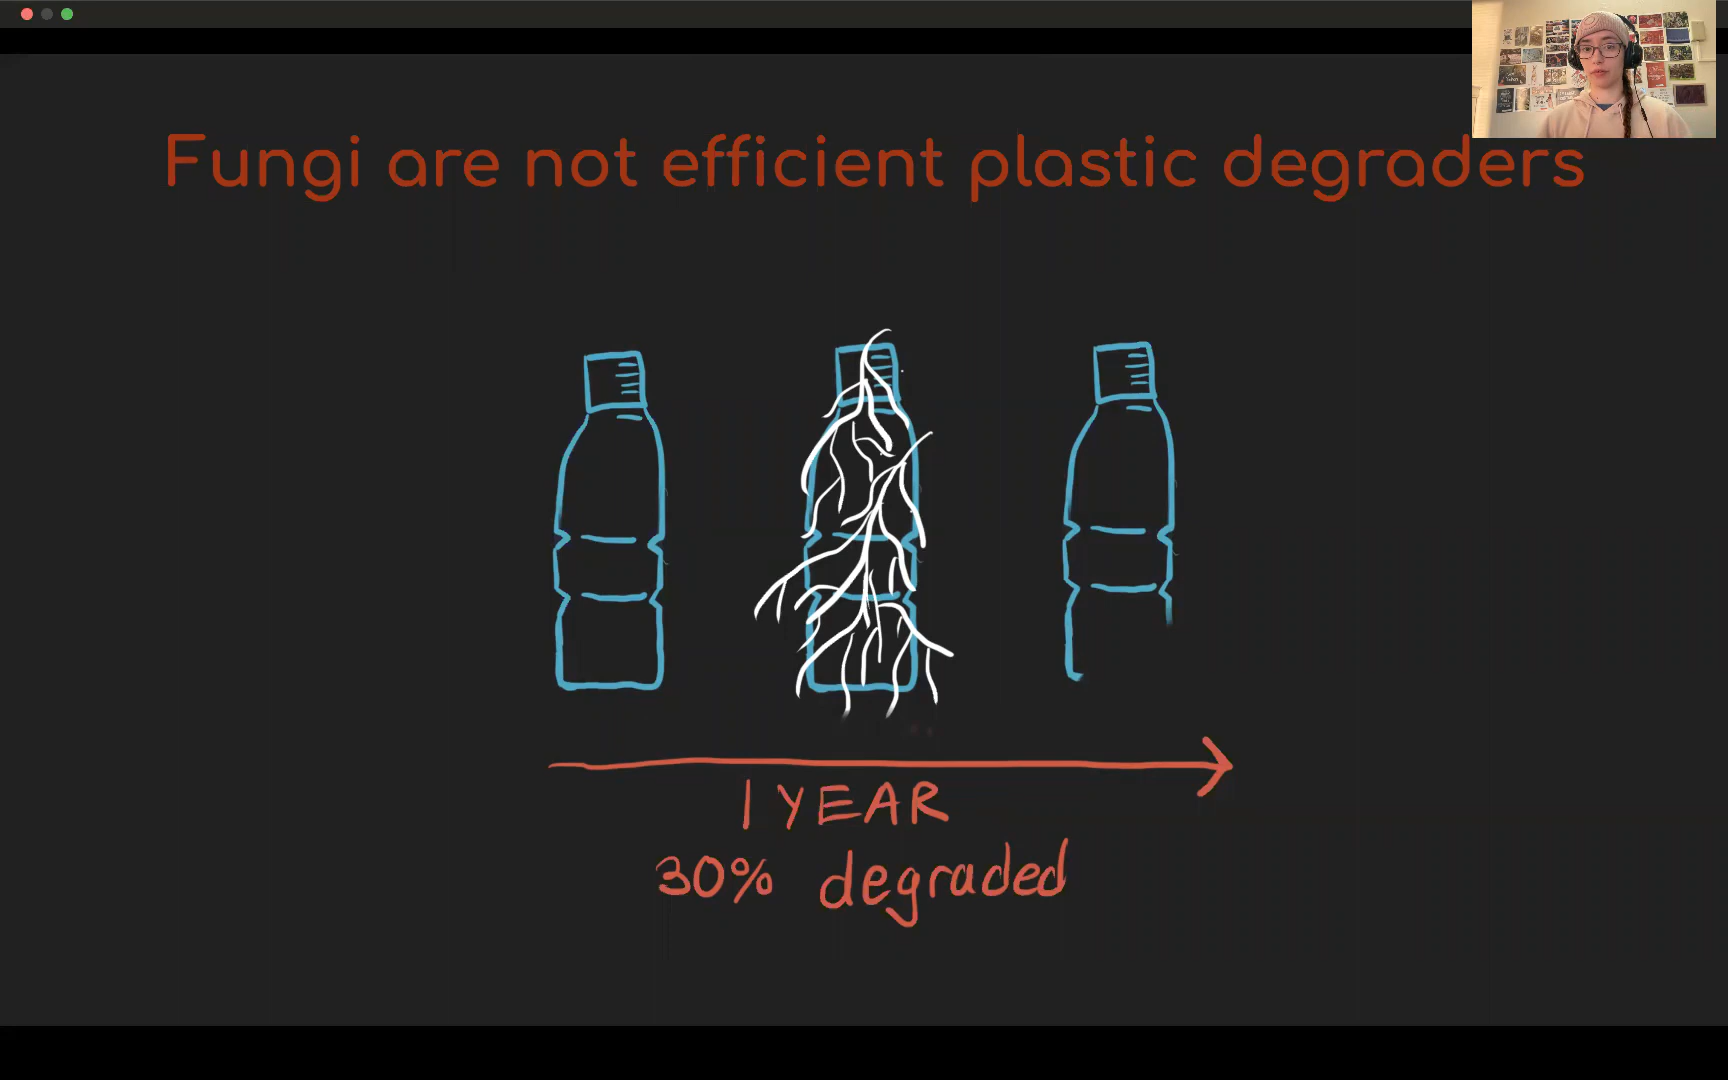 Fungi are not efficient plastic degraders
1 YEAR
30% degraded